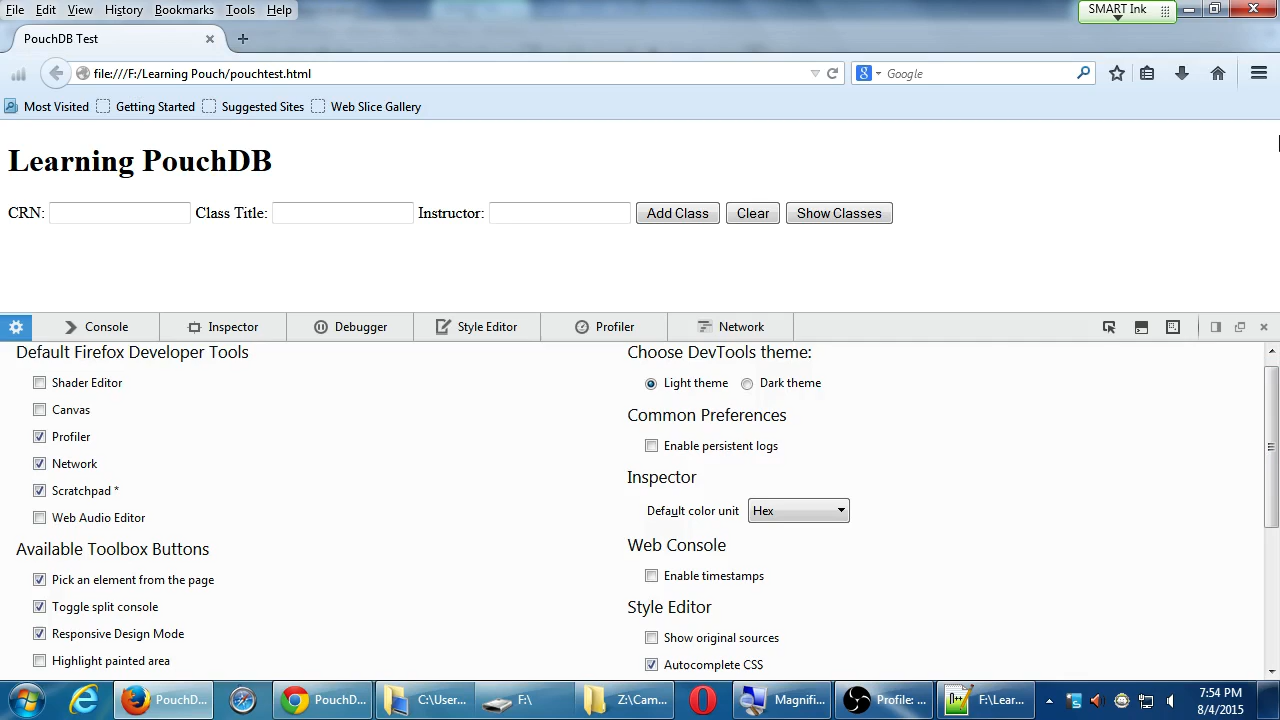 File Edit View History Bookmarks Tools Help
SMART Ink
PouchDB Test
file:///F:/Learning Pouch/pouchtest.html
Google
Most Visited Getting Started Suggested Sites Web Slice Gallery
Learning PouchDB
CRN: Class Title: Instructor: Add Class Clear Show Classes
Console Inspector Debugger Style Editor Profiler Network
Default Firefox Developer Tools
Shader Editor
Canvas
Profiler
Network
Scratchpad *
Web Audio Editor
Available Toolbox Buttons
Pick an element from the page
Toggle split console
Responsive Design Mode
Highlight painted area
Choose DevTools theme:
Light theme Dark theme
Common Preferences
Enable persistent logs
Inspector
Default color unit Hex
Web Console
Enable timestamps
Style Editor
Show original sources
Autocomplete CSS
PouchD... PouchD... C:\User... F:\ Z:\Cam... Magnifi... Profile: ... F:\Lear...
7:54 PM
8/4/2015